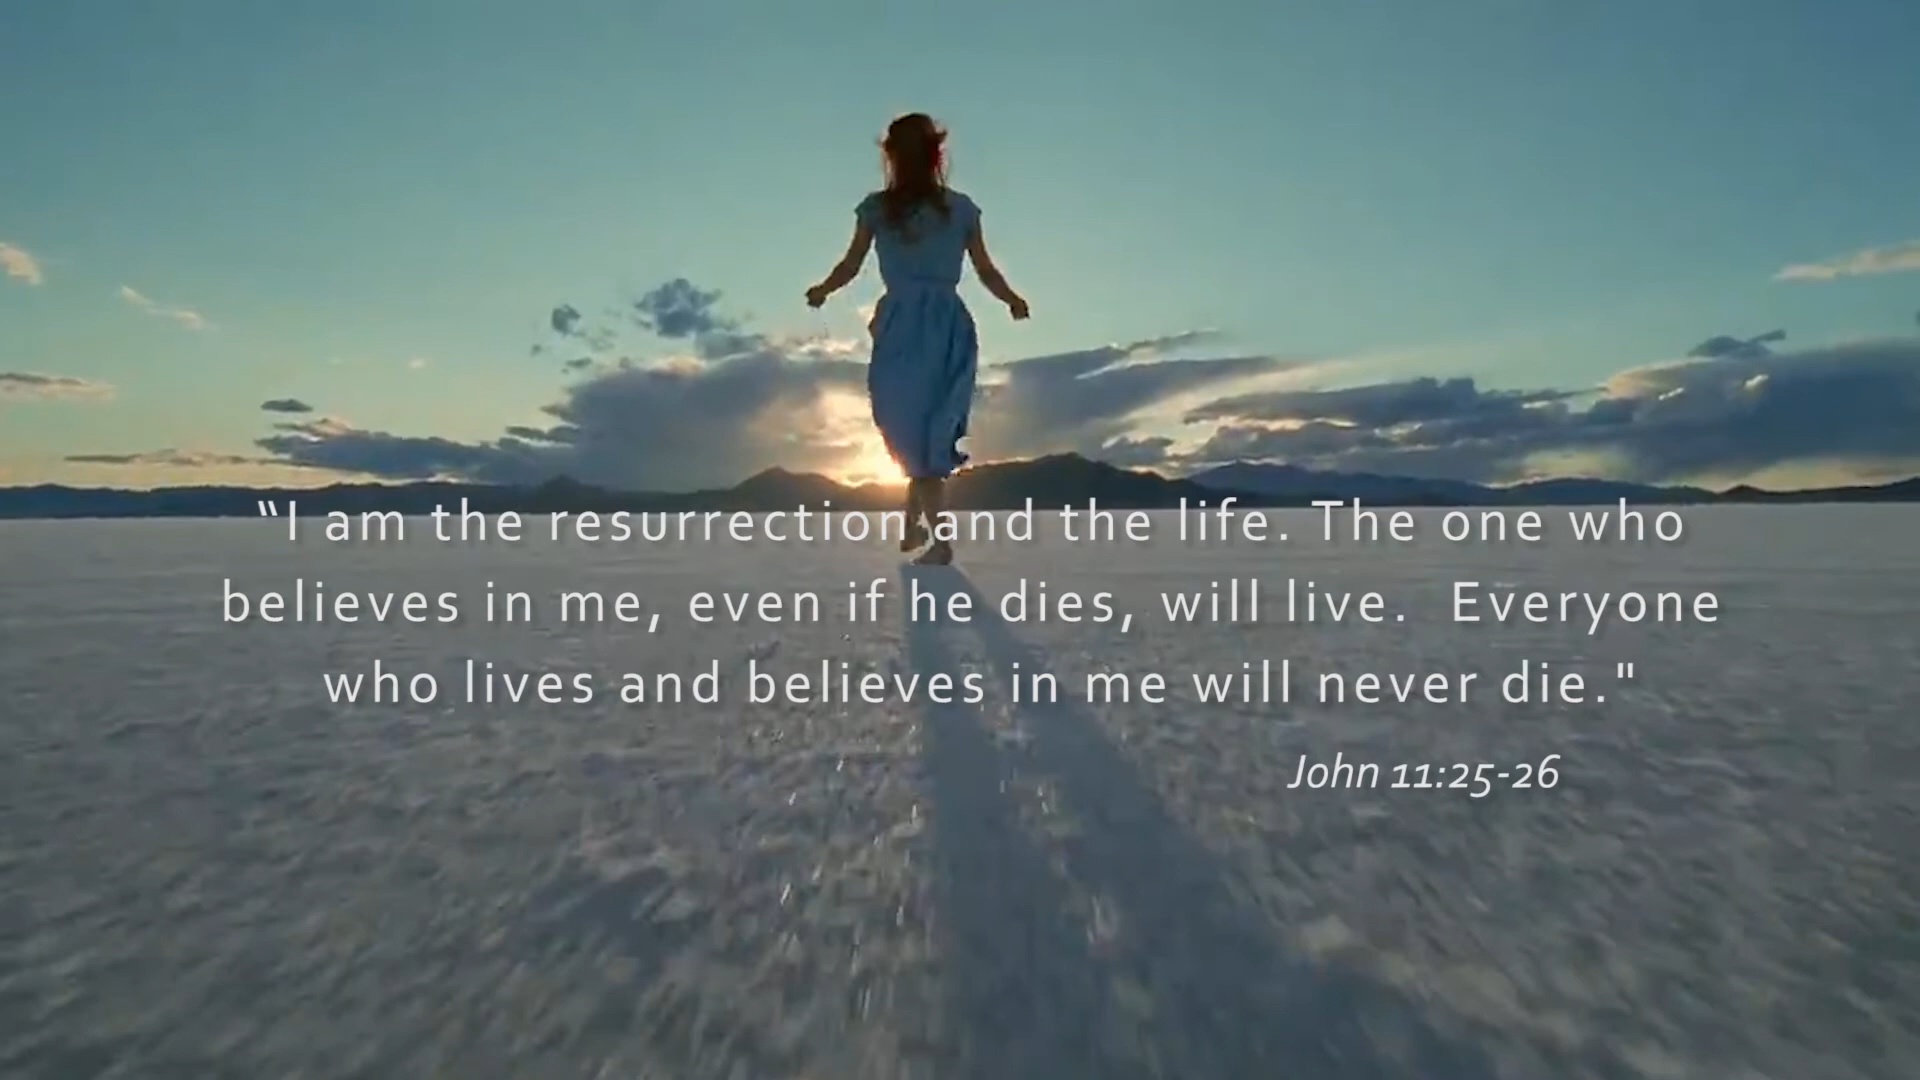 “I am the resurrection and the life. The one who
believes in me, even if he dies, will live.  Everyone
who lives and believes in me will never die."
John 11:25-26